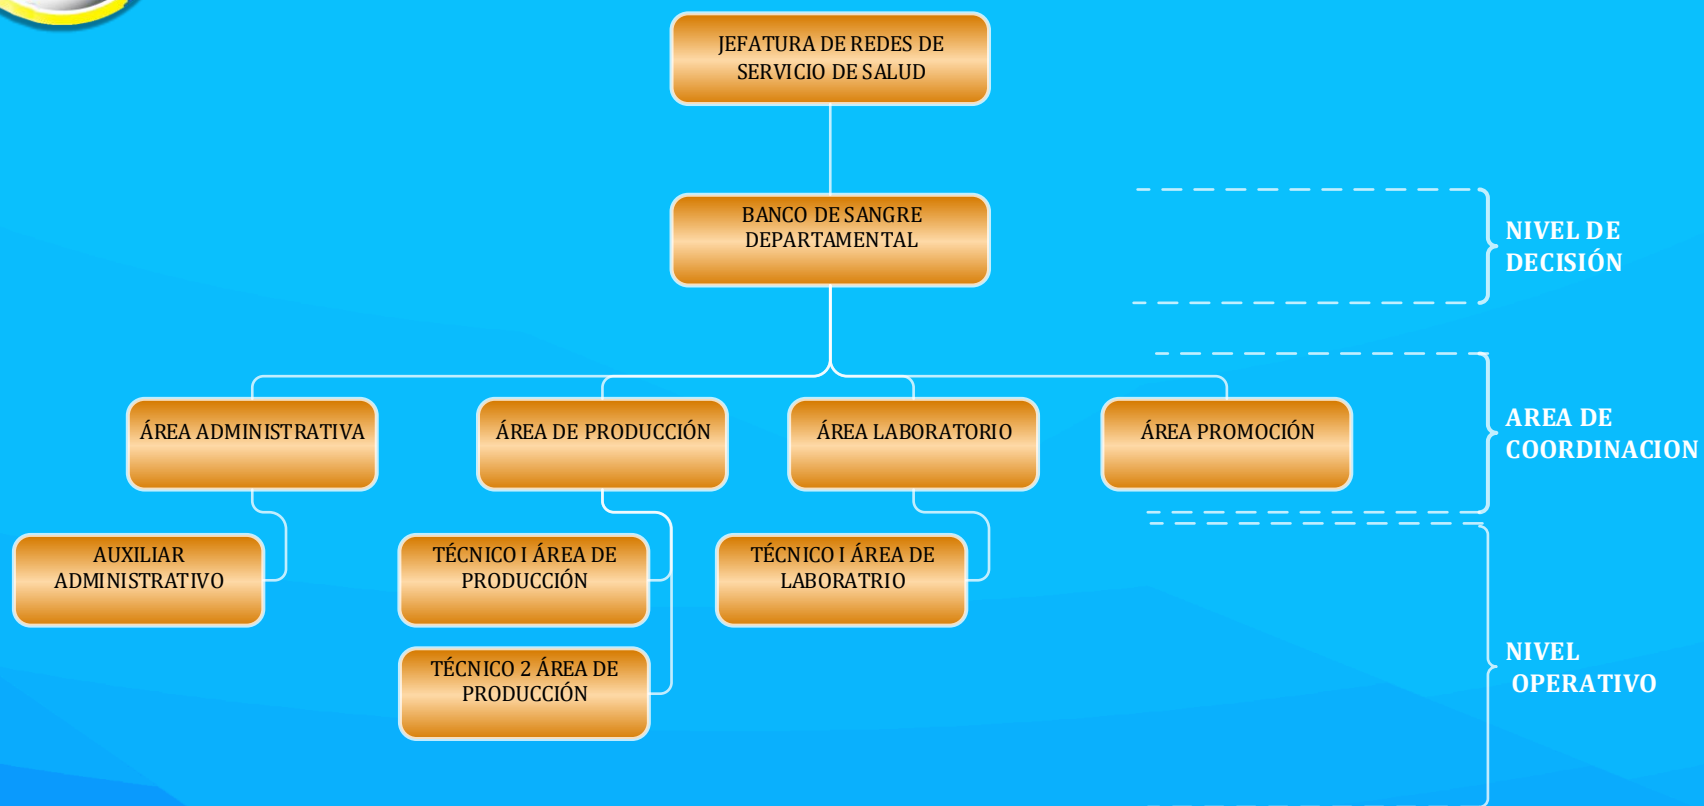 JEFATURA DE REDES DE
SERVICIO DE SALUD
BANCO DE SANGRE
DEPARTAMENTAL
NIVEL DE
DECISIÓN
ÁREA ADMINISTRATIVA
ÁREA DE PRODUCCIÓN
ÁREA LABORATORIO
ÁREA PROMOCIÓN
AREA DE
COORDINACION
AUXILIAR
ADMINISTRATIVO
TÉCNICO I ÁREA DE
PRODUCCIÓN
TÉCNICO I ÁREA DE
LABORATRIO
TÉCNICO 2 ÁREA DE
PRODUCCIÓN
NIVEL
OPERATIVO